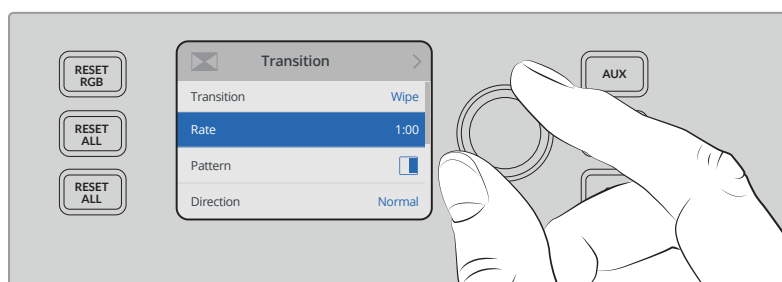 RESET
RGB
RESET
ALL
RESET
ALL
Transition
Transition Wipe
Rate 1:00
Pattern
Direction Normal
AUX